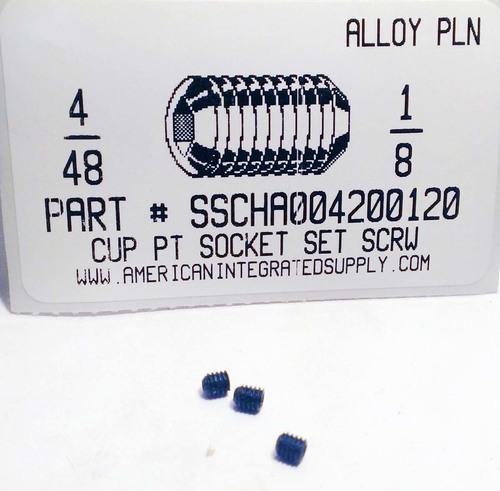 ALLOY PLN
4
48
1
8
PART # SSCHA004200120
CUP PT SOCKET SET SCRW
WWW.AMERICANINTEGRATEDSUPPLY.COM